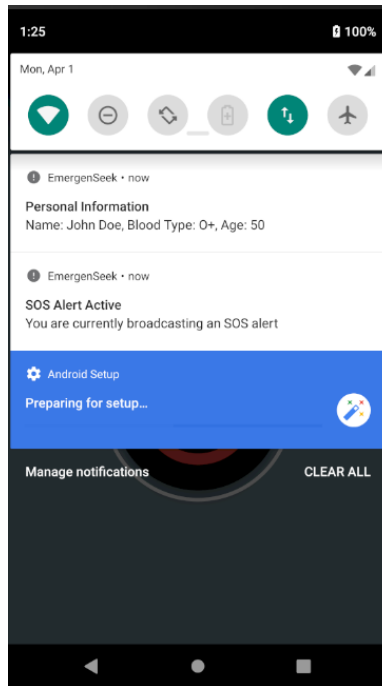 1:25 100%
Mon, Apr 1
EmergenSeek • now
Personal Information
Name: John Doe, Blood Type: O+, Age: 50
EmergenSeek • now
SOS Alert Active
You are currently broadcasting an SOS alert
Android Setup
Preparing for setup...
Manage notifications CLEAR ALL